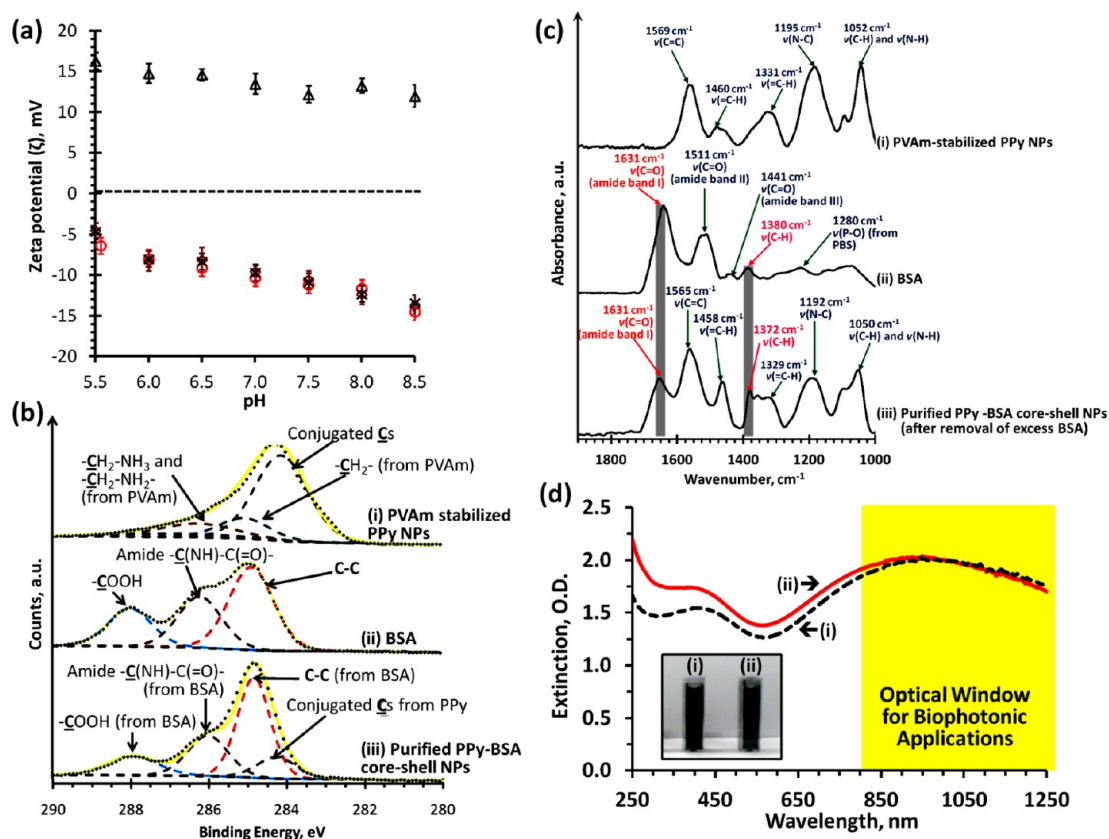 (a)
Zeta potential (ζ), mV
20
15
10
5
0
-5
-10
-15
-20
5.5 6.0 6.5 7.0 7.5 8.0 8.5
pH
(b)
Counts, a.u.
Conjugated Cs
-CH₂-NH₃ and
-CH₂-NH₂-
(from PVAm)
-CH₂- (from PVAm)
(i) PVAm stabilized
PPy NPs
Amide -C(NH)-C(=O)-
-COOH
C-C
(ii) BSA
Amide -C(NH)-C(=O)-
(from BSA)
C-C (from BSA)
Conjugated Cs from PPy
-COOH (from BSA)
(iii) Purified PPy-BSA
core-shell NPs
290 288 286 284 282 280
Binding Energy, eV
(c)
Absorbance, a.u.
1569 cm⁻¹
ν(C=C)
1460 cm⁻¹
ν(=C-H)
1331 cm⁻¹
ν(=C-H)
1195 cm⁻¹
ν(N-C)
1052 cm⁻¹
ν(C-H) and ν(N-H)
(i) PVAm-stabilized PPy NPs
1631 cm⁻¹
ν(C=O)
(amide band I)
1511 cm⁻¹
ν(C=O)
(amide band II)
1441 cm⁻¹
ν(C=O)
(amide band III)
1380 cm⁻¹
ν(C-H)
1280 cm⁻¹
ν(P-O) (from
PBS)
(ii) BSA
1631 cm⁻¹
ν(C=O)
(amide band I)
1565 cm⁻¹
ν(C=C)
1458 cm⁻¹
ν(=C-H)
1372 cm⁻¹
ν(C-H)
1329 cm⁻¹
ν(=C-H)
1192 cm⁻¹
ν(N-C)
1050 cm⁻¹
ν(C-H) and ν(N-H)
(iii) Purified PPy -BSA core-shell NPs
(after removal of excess BSA)
1900 1600 1400 1200 1000
Wavenumber, cm⁻¹
(d)
Extinction, O.D.
2.5
2.0
1.5
1.0
0.5
0.0
(ii)
(i)
(i) (ii)
Optical Window
for Biophotonic
Applications
250 450 650 850 1050 1250
Wavelength, nm